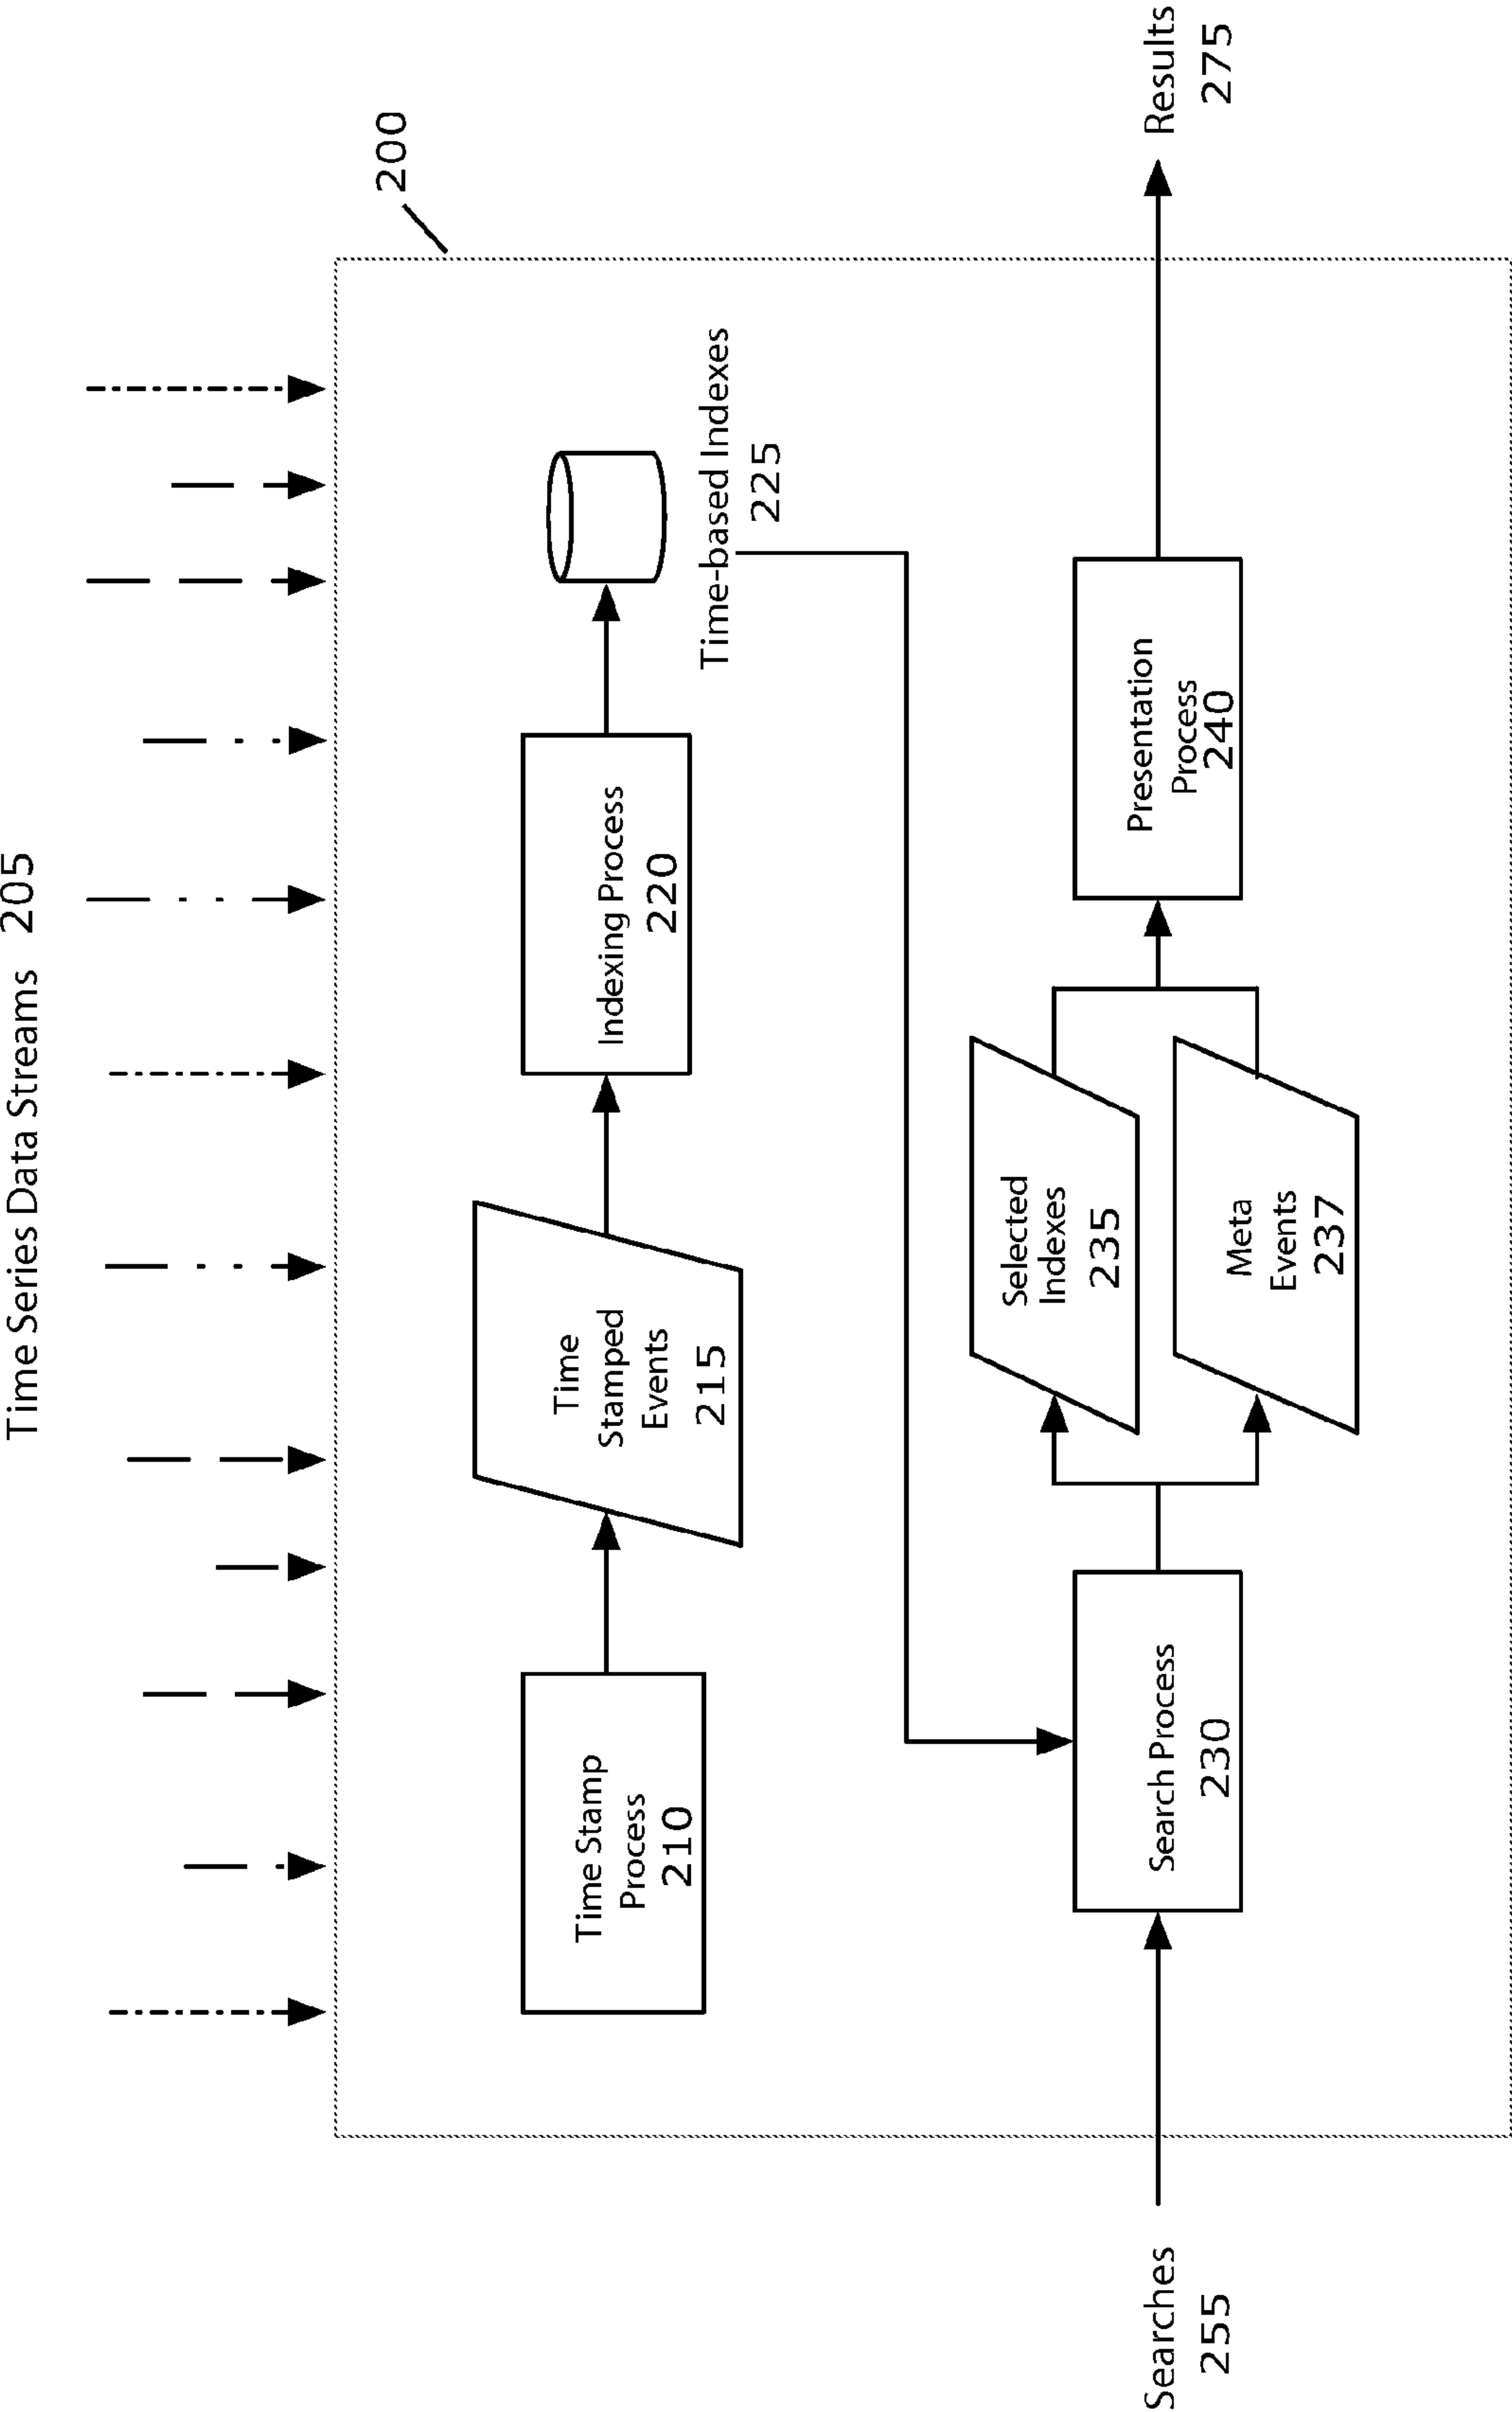 Time Series Data Streams 205
200
Time Stamp
Process
210
Time
Stamped
Events
215
Indexing Process
220
Time-based Indexes
225
Searches
255
Search Process
230
Selected
Indexes
235
Meta
Events
237
Presentation
Process
240
Results
275